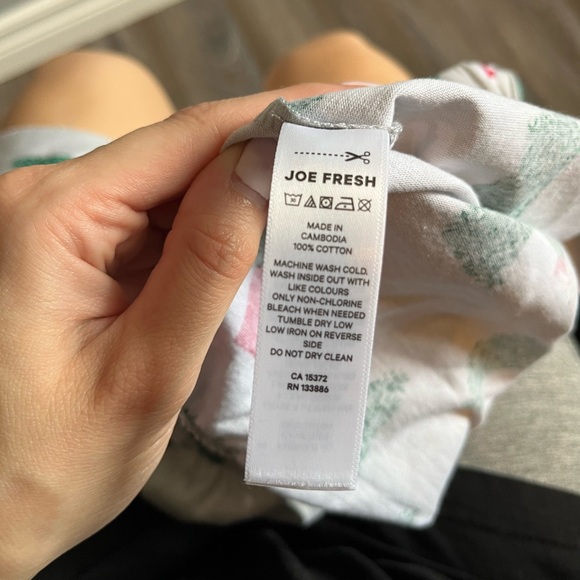 JOE FRESH
MADE IN
CAMBODIA
100% COTTON
MACHINE WASH COLD.
WASH INSIDE OUT WITH
LIKE COLOURS
ONLY NON-CHLORINE
BLEACH WHEN NEEDED
TUMBLE DRY LOW
LOW IRON ON REVERSE
SIDE
DO NOT DRY CLEAN
CA 15372
RN 133886